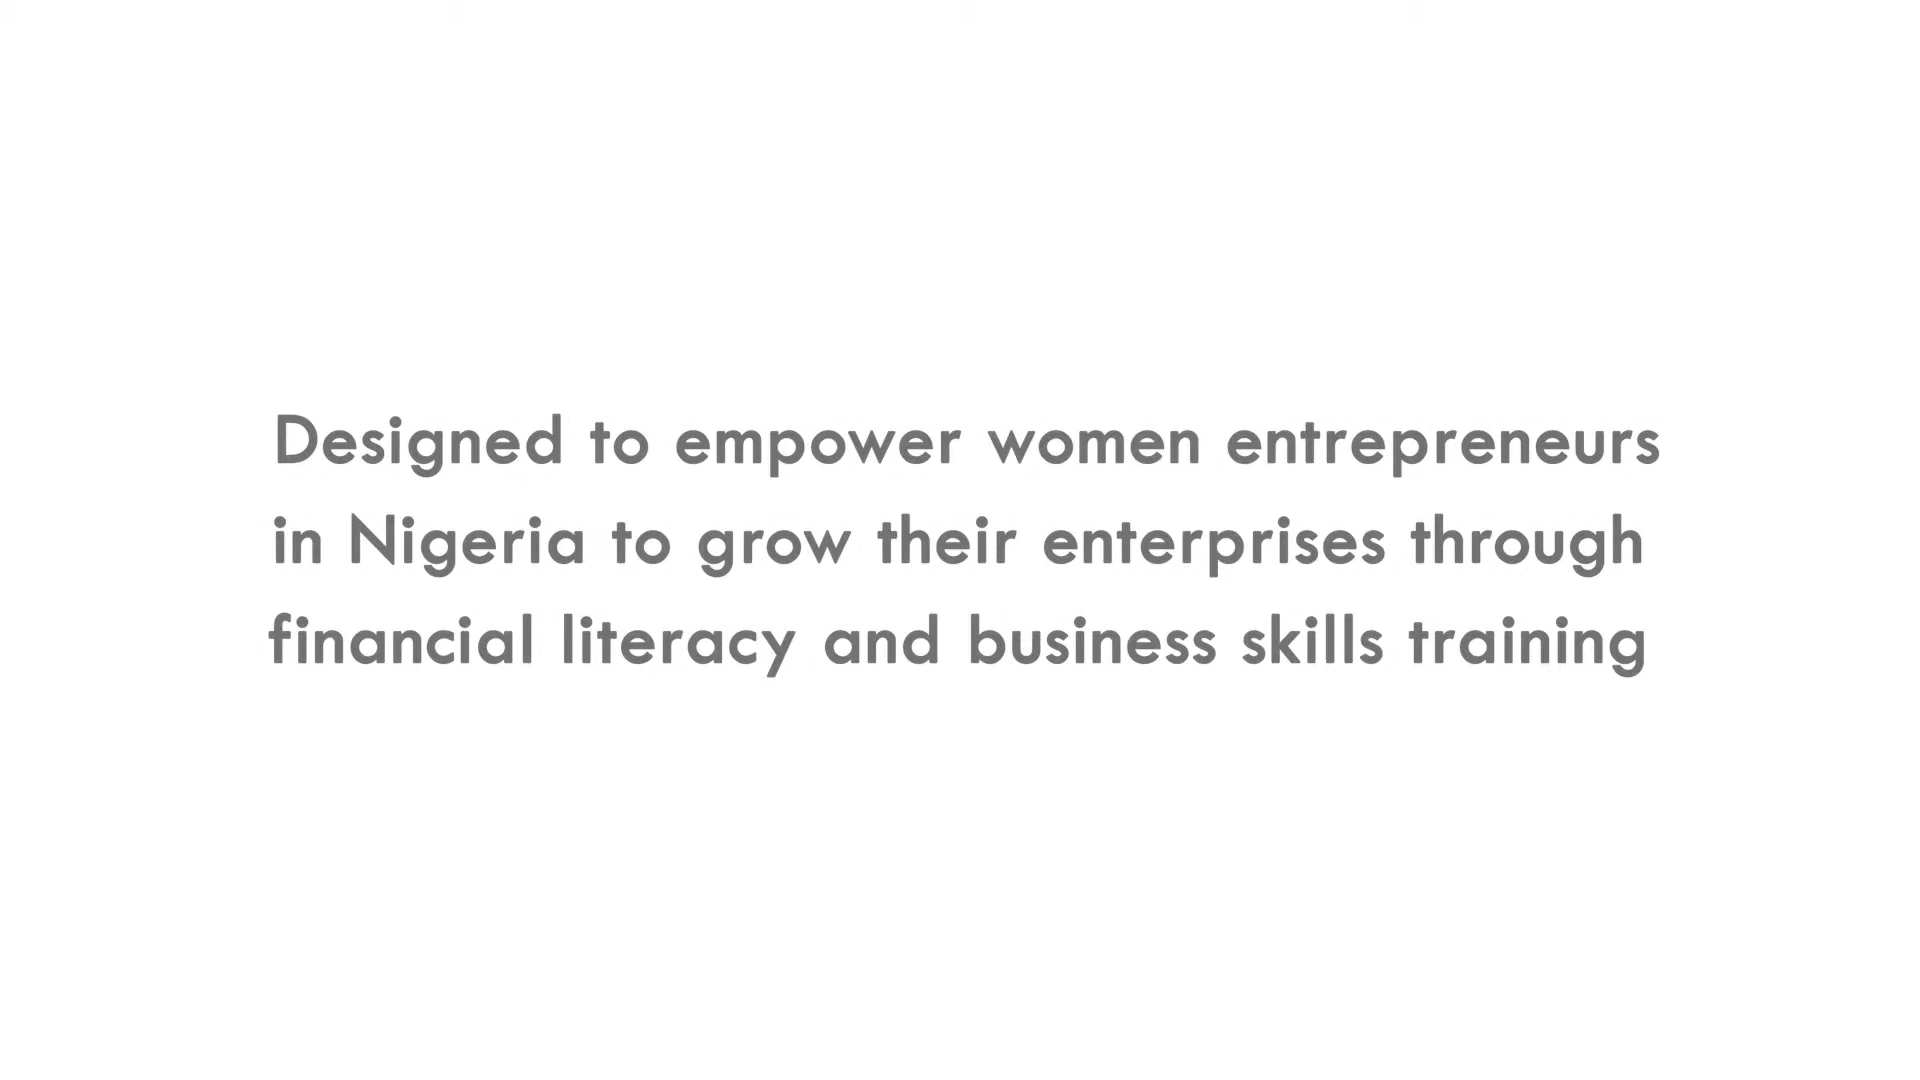 Designed to empower women entrepreneurs
in Nigeria to grow their enterprises through
financial literacy and business skills training